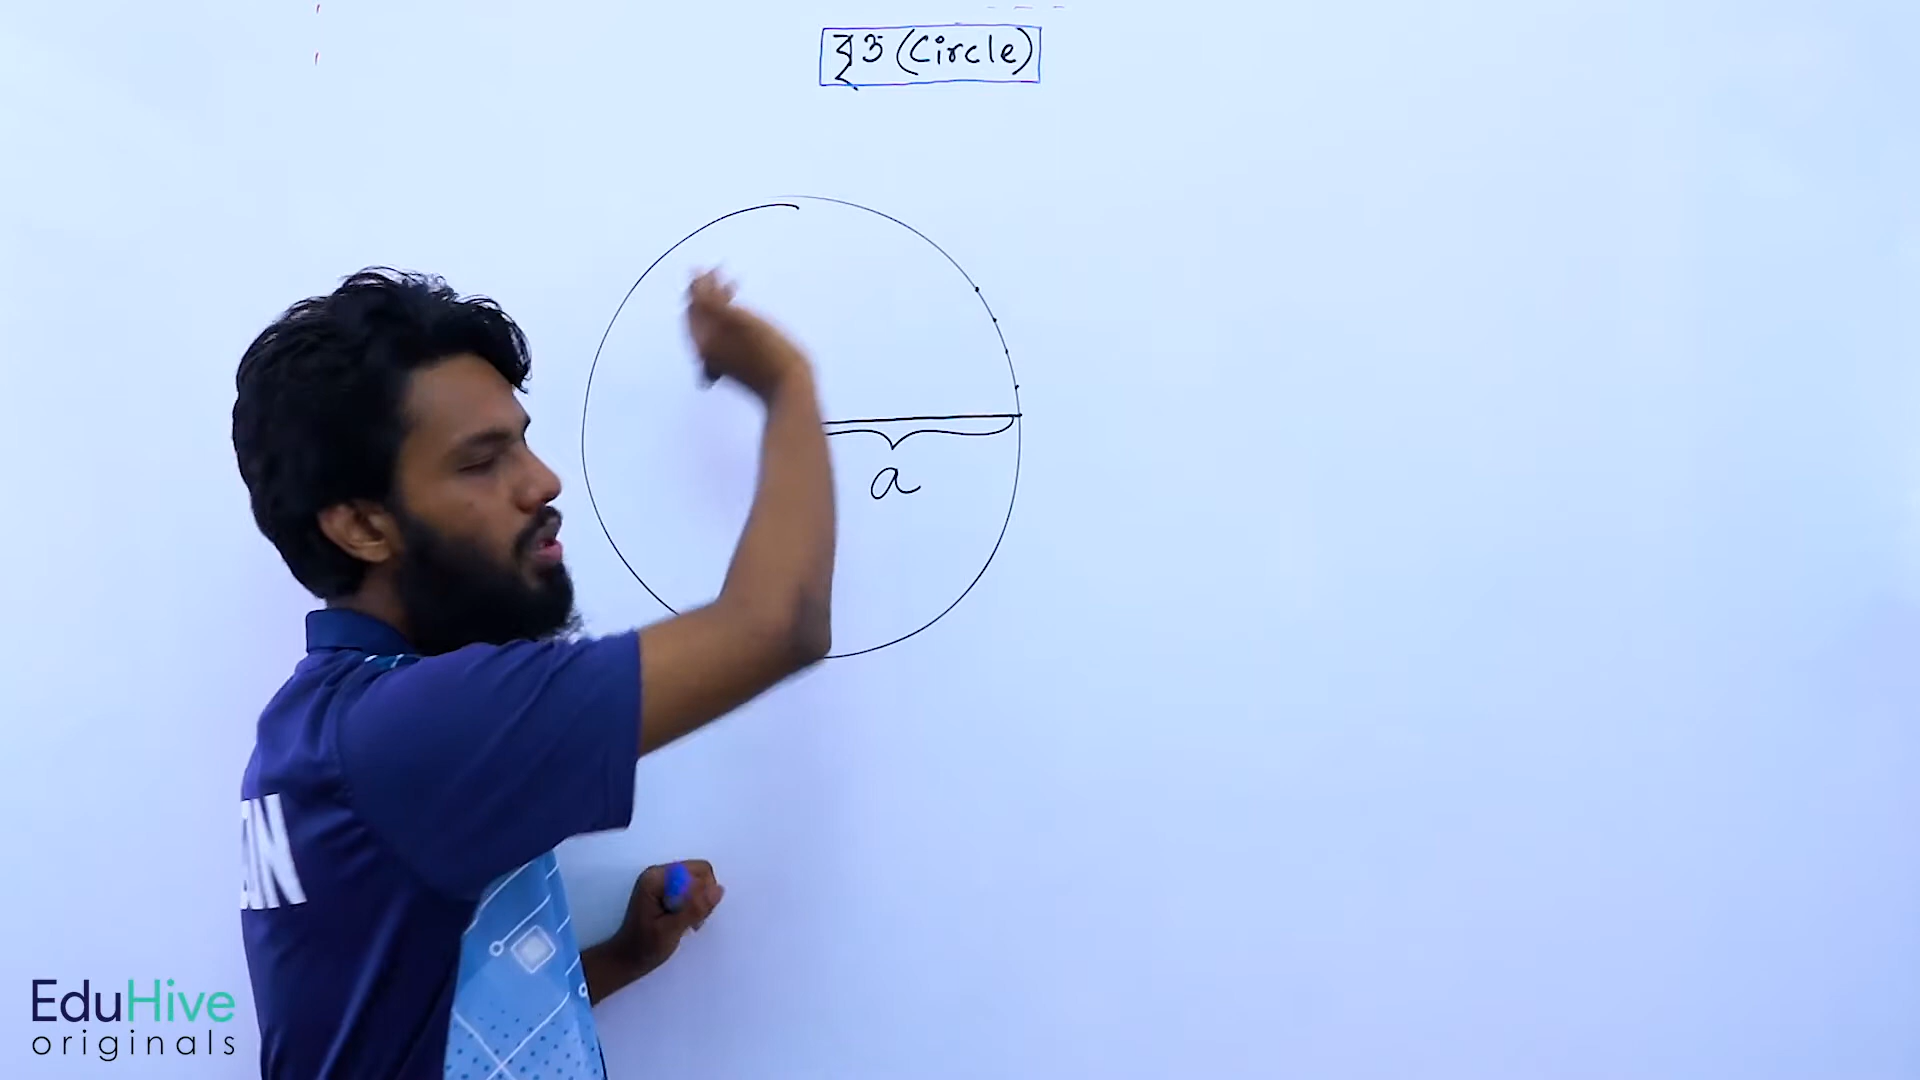 বৃত্ত (Circle)
a
EduHive
originals